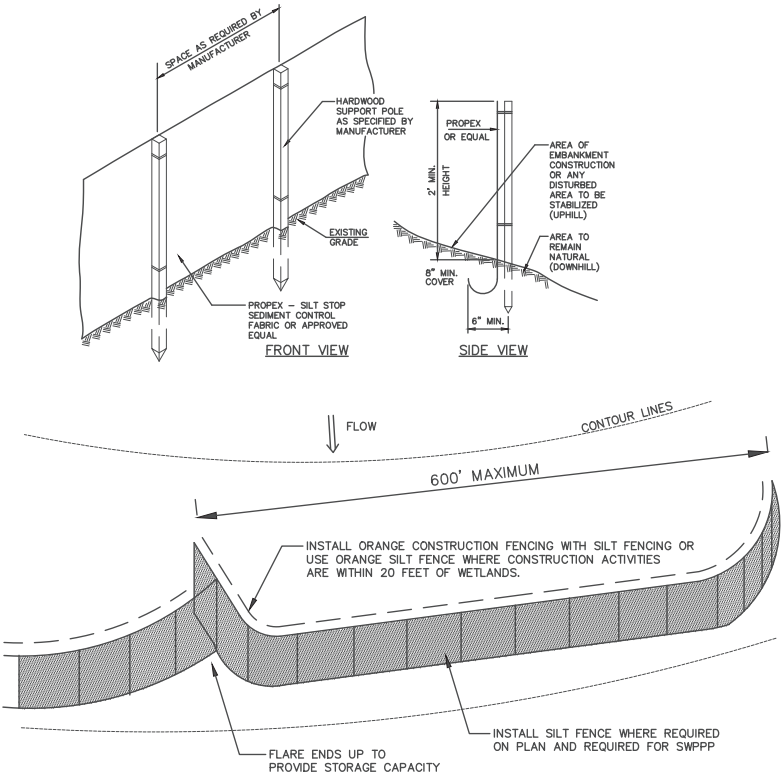 SPACE AS REQUIRED BY
MANUFACTURER
HARDWOOD
SUPPORT POLE
AS SPECIFIED BY
MANUFACTURER
EXISTING
GRADE
PROPEX – SILT STOP
SEDIMENT CONTROL
FABRIC OR APPROVED
EQUAL
FRONT VIEW
PROPEX
OR EQUAL
2' MIN.
HEIGHT
AREA OF
EMBANKMENT
CONSTRUCTION
OR ANY
DISTURBED
AREA TO BE
STABILIZED
(UPHILL)
AREA TO
REMAIN
NATURAL
(DOWNHILL)
8" MIN.
COVER
6" MIN.
SIDE VIEW
FLOW
CONTOUR LINES
600' MAXIMUM
INSTALL ORANGE CONSTRUCTION FENCING WITH SILT FENCING OR
USE ORANGE SILT FENCE WHERE CONSTRUCTION ACTIVITIES
ARE WITHIN 20 FEET OF WETLANDS.
INSTALL SILT FENCE WHERE REQUIRED
ON PLAN AND REQUIRED FOR SWPPP
FLARE ENDS UP TO
PROVIDE STORAGE CAPACITY